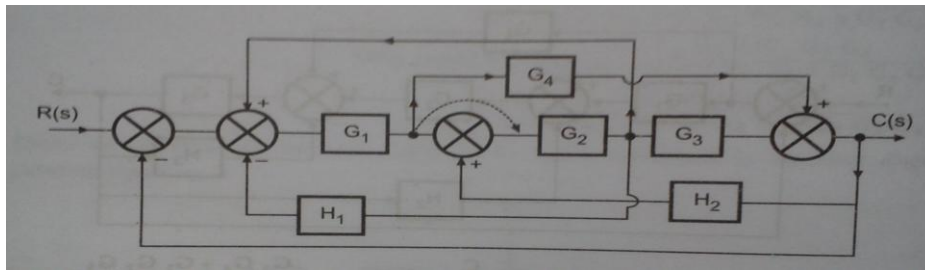 G₄
+
+
R(s)
G₁
G₂
G₃
C(s)
−
−
+
H₁
H₂